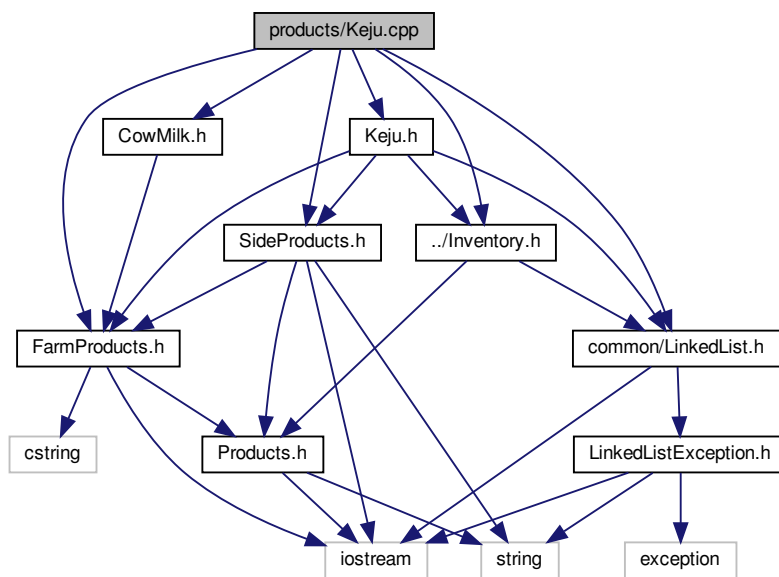 products/Keju.cpp
CowMilk.h
Keju.h
SideProducts.h
../Inventory.h
FarmProducts.h
common/LinkedList.h
cstring
Products.h
LinkedListException.h
iostream
string
exception